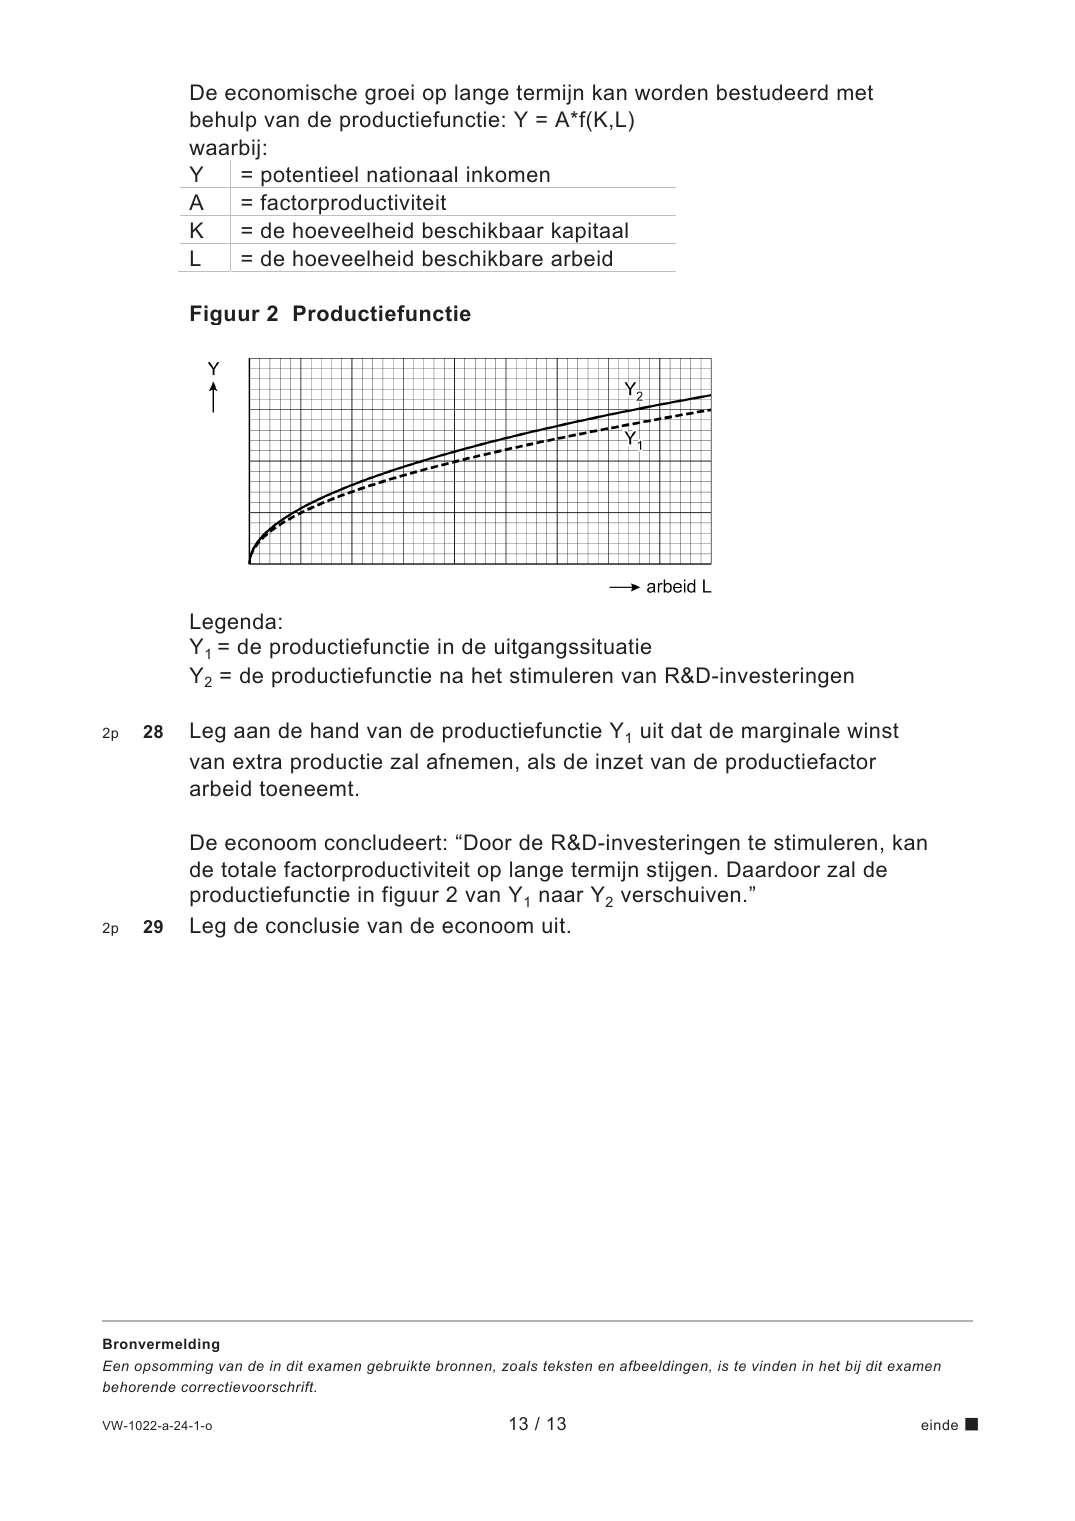 De economische groei op lange termijn kan worden bestudeerd met
behulp van de productiefunctie: Y = A*f(K,L)
waarbij:
Y = potentieel nationaal inkomen
A = factorproductiviteit
K = de hoeveelheid beschikbaar kapitaal
L = de hoeveelheid beschikbare arbeid
Figuur 2 Productiefunctie
Y
Y2
Y1
arbeid L
Legenda:
Y1 = de productiefunctie in de uitgangssituatie
Y2 = de productiefunctie na het stimuleren van R&D-investeringen
2p 28 Leg aan de hand van de productiefunctie Y1 uit dat de marginale winst
van extra productie zal afnemen, als de inzet van de productiefactor
arbeid toeneemt.
De econoom concludeert: “Door de R&D-investeringen te stimuleren, kan
de totale factorproductiviteit op lange termijn stijgen. Daardoor zal de
productiefunctie in figuur 2 van Y1 naar Y2 verschuiven.”
2p 29 Leg de conclusie van de econoom uit.
Bronvermelding
Een opsomming van de in dit examen gebruikte bronnen, zoals teksten en afbeeldingen, is te vinden in het bij dit examen
behorende correctievoorschrift.
VW-1022-a-24-1-o 13 / 13 einde ■